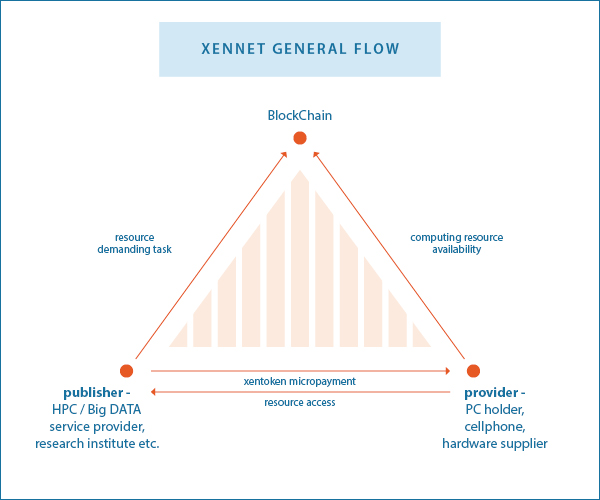 XENNET GENERAL FLOW
BlockChain
resource
demanding task
computing resource
availability
xentoken micropayment
resource access
publisher -
HPC / Big DATA
service provider,
research institute etc.
provider -
PC holder,
cellphone,
hardware supplier